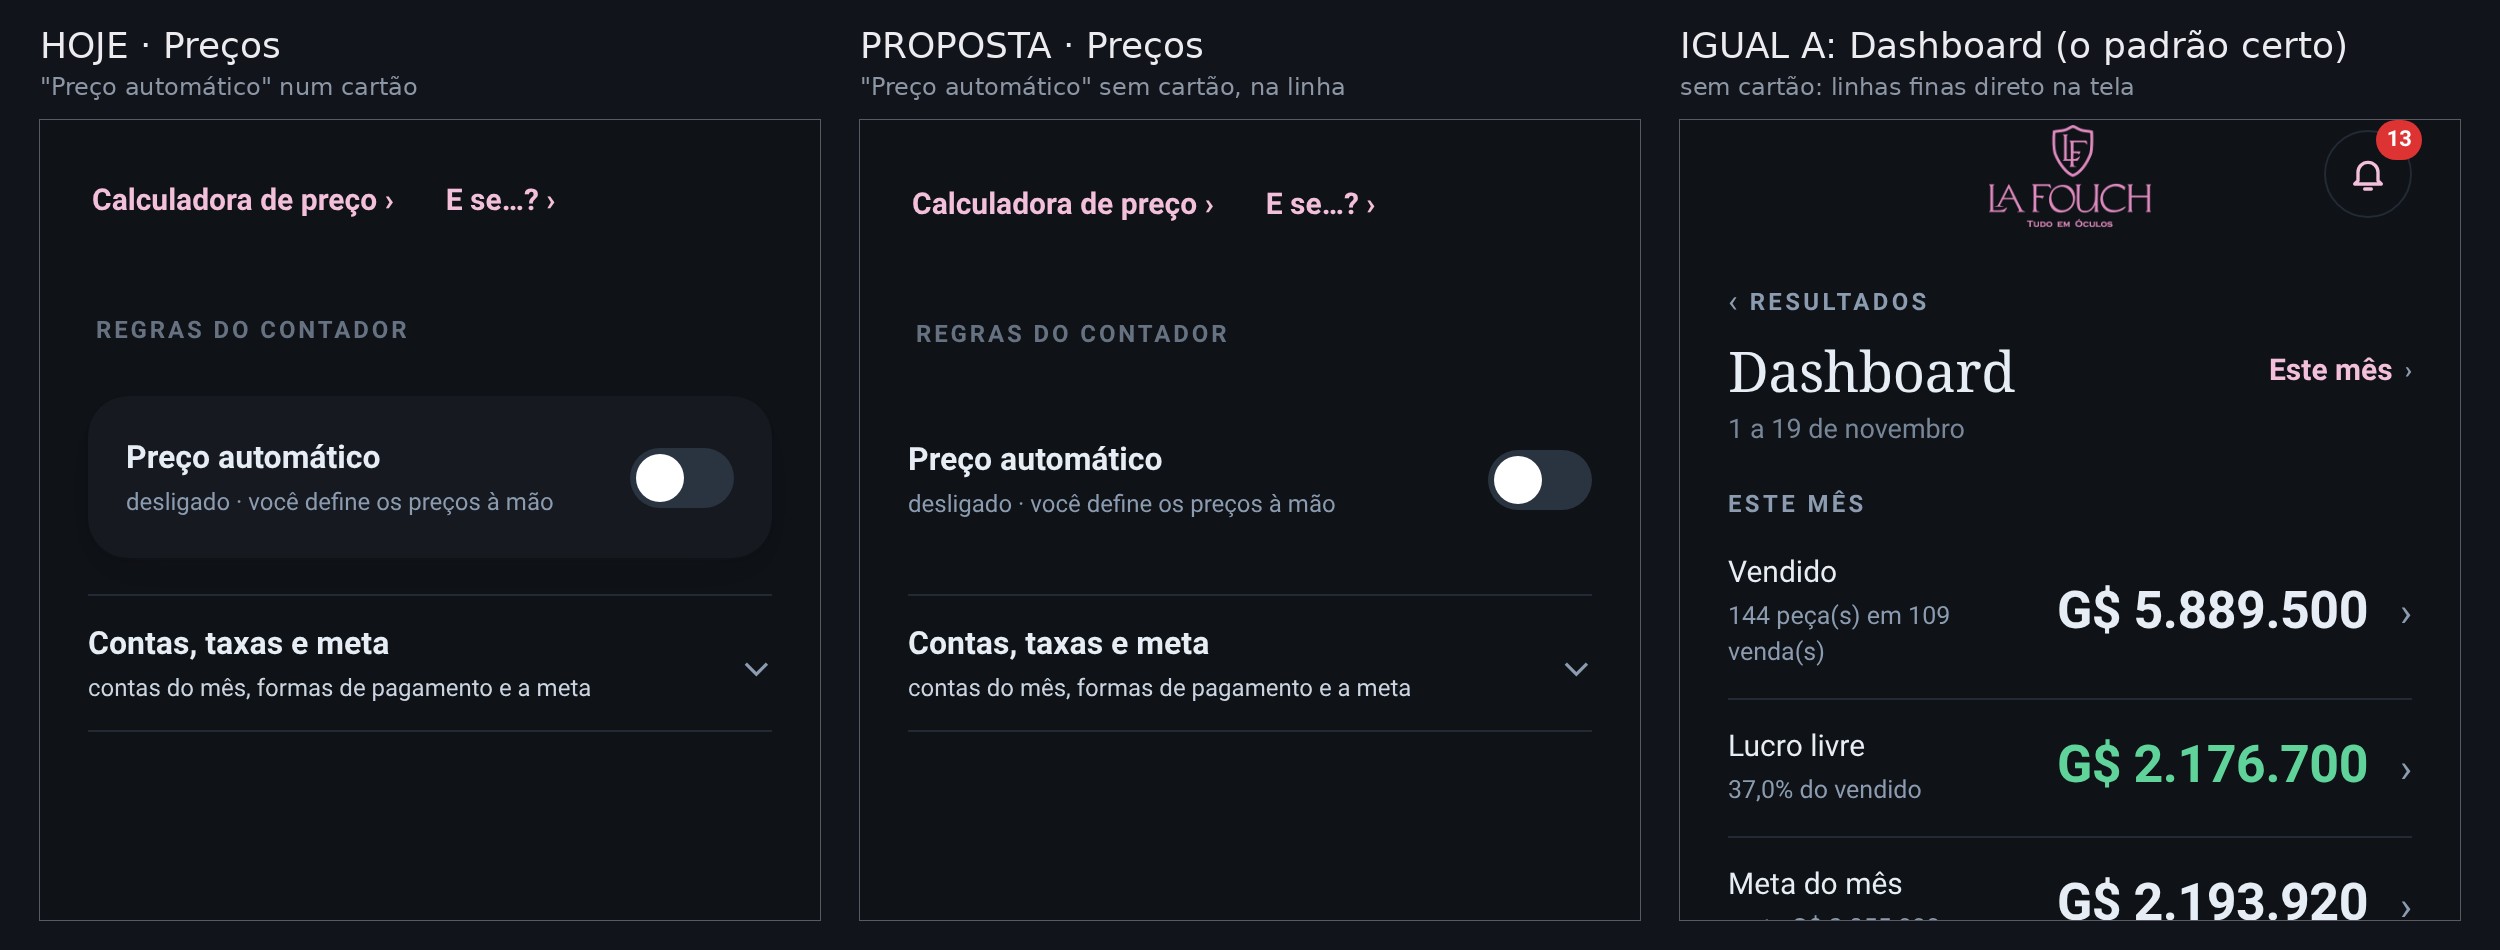 HOJE · Preços
"Preço automático" num cartão
Calculadora de preço ›
E se...? ›
REGRAS DO CONTADOR
Preço automático
desligado · você define os preços à mão
Contas, taxas e meta
contas do mês, formas de pagamento e a meta
PROPOSTA · Preços
"Preço automático" sem cartão, na linha
Calculadora de preço ›
E se...? ›
REGRAS DO CONTADOR
Preço automático
desligado · você define os preços à mão
Contas, taxas e meta
contas do mês, formas de pagamento e a meta
IGUAL A: Dashboard (o padrão certo)
sem cartão: linhas finas direto na tela
LF
LA FOUCH
TUDO EM ÓCULOS
13
‹ RESULTADOS
Dashboard
Este mês ›
1 a 19 de novembro
ESTE MÊS
Vendido
144 peça(s) em 109
venda(s)
G$ 5.889.500 ›
Lucro livre
37,0% do vendido
G$ 2.176.700 ›
Meta do mês
G$ 2.193.920 ›